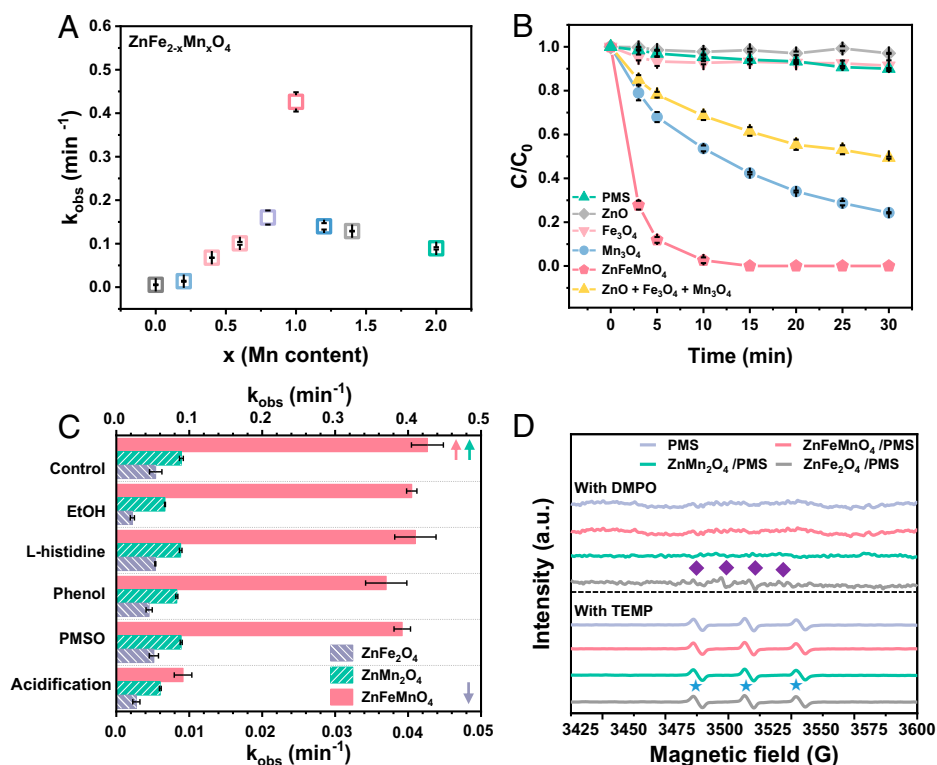 A
ZnFe2-xMnxO4
kobs (min -1)
0.6
0.5
0.4
0.3
0.2
0.1
0.0
0.0 0.5 1.0 1.5 2.0
x (Mn content)
B
C/C0
1.0
0.8
0.6
0.4
0.2
0.0
PMS
ZnO
Fe3O4
Mn3O4
ZnFeMnO4
ZnO + Fe3O4 + Mn3O4
0 5 10 15 20 25 30
Time (min)
C
kobs (min-1)
0.0 0.1 0.2 0.3 0.4 0.5
Control
EtOH
L-histidine
Phenol
PMSO
Acidification
ZnFe2O4
ZnMn2O4
ZnFeMnO4
0.00 0.01 0.02 0.03 0.04 0.05
kobs (min-1)
D
Intensity (a.u.)
PMS ZnFeMnO4 /PMS
ZnMn2O4 /PMS ZnFe2O4 /PMS
With DMPO
With TEMP
3425 3450 3475 3500 3525 3550 3575 3600
Magnetic field (G)